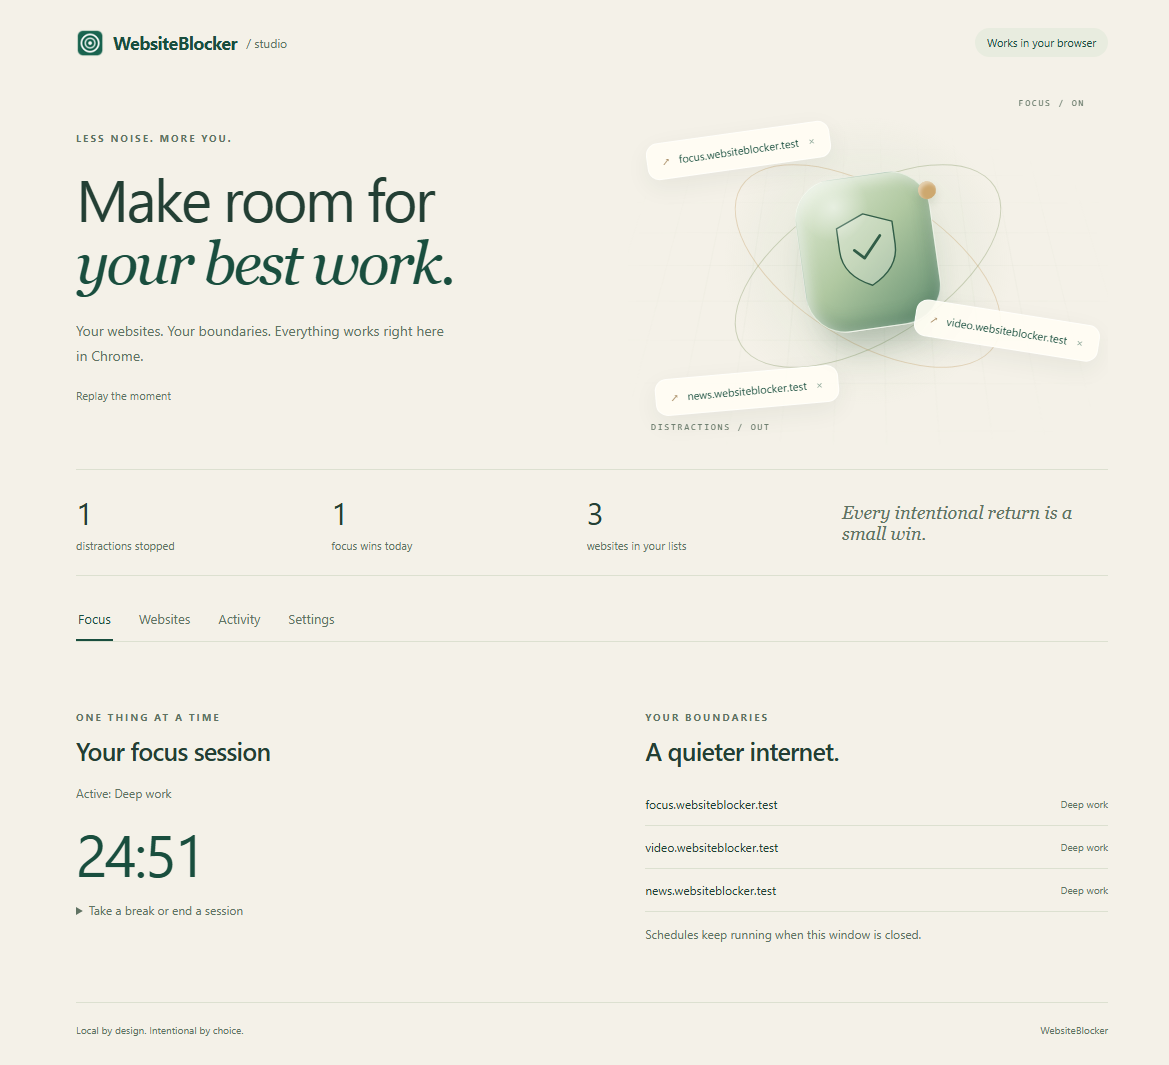 WebsiteBlocker / studio
Works in your browser
FOCUS / ON
LESS NOISE. MORE YOU.
Make room for
your best work.
Your websites. Your boundaries. Everything works right here
in Chrome.
Replay the moment
↗ focus.websiteblocker.test ×
↗ video.websiteblocker.test ×
↗ news.websiteblocker.test ×
DISTRACTIONS / OUT
1
distractions stopped
1
focus wins today
3
websites in your lists
Every intentional return is a
small win.
Focus Websites Activity Settings
ONE THING AT A TIME
Your focus session
Active: Deep work
24:51
▶ Take a break or end a session
YOUR BOUNDARIES
A quieter internet.
focus.websiteblocker.test Deep work
video.websiteblocker.test Deep work
news.websiteblocker.test Deep work
Schedules keep running when this window is closed.
Local by design. Intentional by choice.
WebsiteBlocker